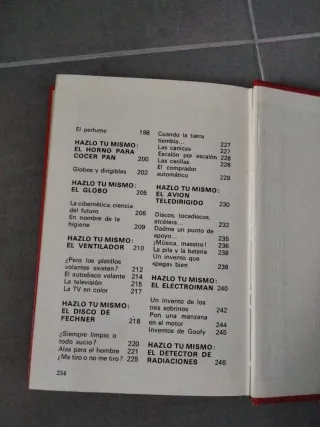 El perfume 198
HAZLO TU MISMO:
EL HORNO PARA
COCER PAN 200
Globos y dirigibles 202
HAZLO TU MISMO:
EL GLOBO 205
La cibernética, ciencia
del futuro 206
En nombre de la
higiene 209
HAZLO TU MISMO:
EL VENTILADOR 210
¿Pero los platillos
volantes existen? 212
El autodisco volante 214
La televisión 216
La TV en color 217
HAZLO TU MISMO:
EL DISCO DE
FECHNER 218
¿Siempre limpio o
todo sucio? 220
Alas para el hombre 221
¿Me tiro o no me tiro? 225
254
Cuando la tierra
tiembla... 227
Las canicas 227
Escalón por escalón 228
Las cerillas 228
El comprador
automático 229
HAZLO TU MISMO:
EL AVION
TELEDIRIGIDO 230
Discos, tocadiscos,
etcétera... 232
Dadme un punto de
apoyo... 235
¡Música, maestro! 236
La pila y la batería 238
Un invento que
«pega» bien 239
HAZLO TU MISMO:
EL ELECTROIMAN 240
Un invento de los
tres sobrinos 242
Pon una manzana
en el motor 244
Inventos de Goofy 245
HAZLO TU MISMO:
EL DETECTOR DE
RADIACIONES 246